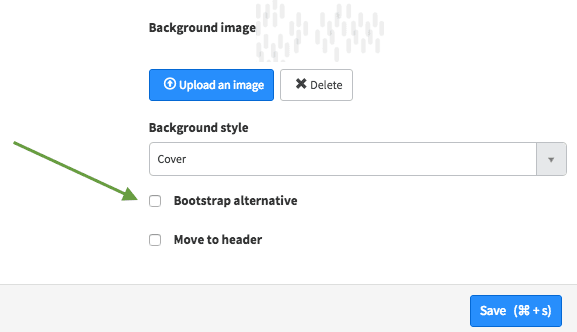 Background image
Upload an image Delete
Background style
Cover
Bootstrap alternative
Move to header
Save (⌘ + s)